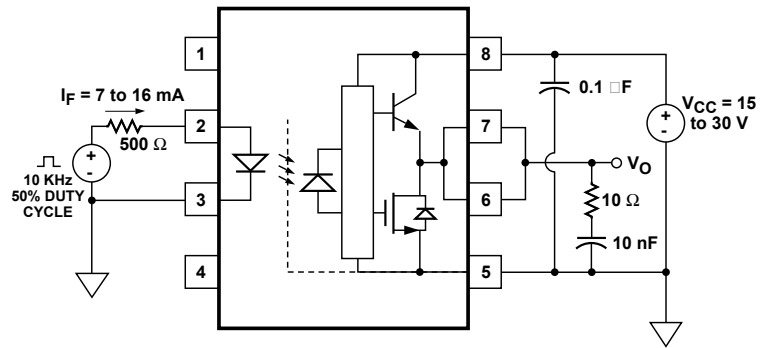 1
8
I_F = 7 to 16 mA
0.1 □F
V_CC = 15
to 30 V
+
-
2
7
500 Ω
+
-
V_O
10 KHz
50% DUTY
CYCLE
3
6
10 Ω
10 nF
4
5